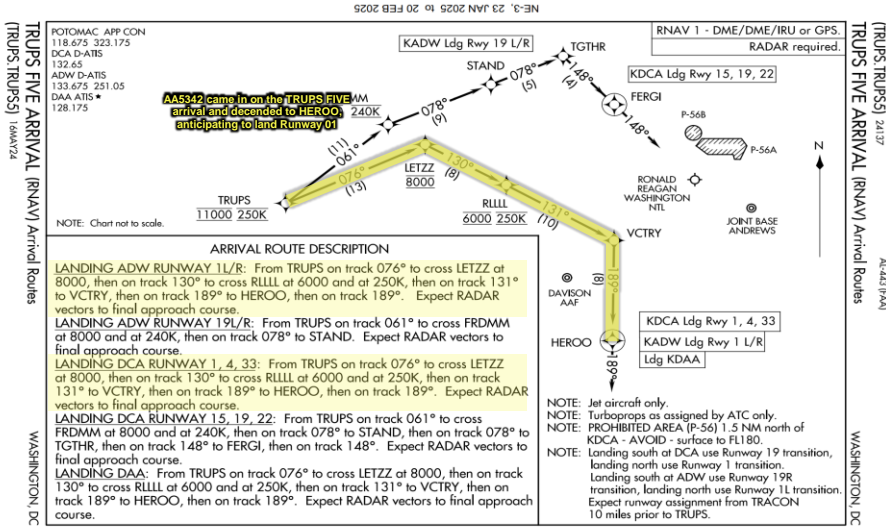 NE-3, 23 JAN 2025 to 20 FEB 2025
(TRUPS.TRUPS5) 16MAY24
TRUPS FIVE ARRIVAL (RNAV) Arrival Routes
WASHINGTON, DC
POTOMAC APP CON
118.675 323.175
DCA D-ATIS
132.65
ADW D-ATIS
133.675 251.05
DAA ATIS ★
128.175
KADW Ldg Rwy 19 L/R
TGTHR
STAND
078°
(5)
148°
(4)
RNAV 1 - DME/DME/IRU or GPS.
RADAR required.
KDCA Ldg Rwy 15, 19, 22
FERGI
148°
P-56B
P-56A
N
AA5342 came in on the TRUPS FIVE
arrival and decended to HEROO,
anticipating to land Runway 01
MM
240K
078°
(9)
(11)
061°
076°
(13)
LETZZ
8000
130°
(8)
TRUPS
11000 250K
RLLLL
6000 250K
131°
(10)
RONALD
REAGAN
WASHINGTON
NTL
JOINT BASE
ANDREWS
VCTRY
NOTE: Chart not to scale.
189°
(8)
DAVISON
AAF
HEROO
189°
KDCA Ldg Rwy 1, 4, 33
KADW Ldg Rwy 1 L/R
Ldg KDAA
ARRIVAL ROUTE DESCRIPTION
LANDING ADW RUNWAY 1L/R: From TRUPS on track 076° to cross LETZZ at
8000, then on track 130° to cross RLLLL at 6000 and at 250K, then on track 131°
to VCTRY, then on track 189° to HEROO, then on track 189°. Expect RADAR
vectors to final approach course.
LANDING ADW RUNWAY 19L/R: From TRUPS on track 061° to cross FRDMM
at 8000 and at 240K, then on track 078° to STAND. Expect RADAR vectors to
final approach course.
LANDING DCA RUNWAY 1, 4, 33: From TRUPS on track 076° to cross LETZZ
at 8000, then on track 130° to cross RLLLL at 6000 and at 250K, then on track
131° to VCTRY, then on track 189° to HEROO, then on track 189°. Expect RADAR
vectors to final approach course.
LANDING DCA RUNWAY 15, 19, 22: From TRUPS on track 061° to cross
FRDMM at 8000 and at 240K, then on track 078° to STAND, then on track 078° to
TGTHR, then on track 148° to FERGI, then on track 148°. Expect RADAR vectors to
final approach course.
LANDING DAA: From TRUPS on track 076° to cross LETZZ at 8000, then on track
130° to cross RLLLL at 6000 and at 250K, then on track 131° to VCTRY, then on
track 189° to HEROO, then on track 189°. Expect RADAR vectors to final approach
course.
NOTE: Jet aircraft only.
NOTE: Turboprops as assigned by ATC only.
NOTE: PROHIBITED AREA (P-56) 1.5 NM north of
KDCA - AVOID - surface to FL180.
NOTE: Landing south at DCA use Runway 19 transition,
landing north use Runway 1 transition.
Landing south at ADW use Runway 19R
transition, landing north use Runway 1L transition.
Expect runway assignment from TRACON
10 miles prior to TRUPS.
(TRUPS.TRUPS5) 24137
TRUPS FIVE ARRIVAL (RNAV) Arrival Routes
AL-443 (FAA)
WASHINGTON, DC